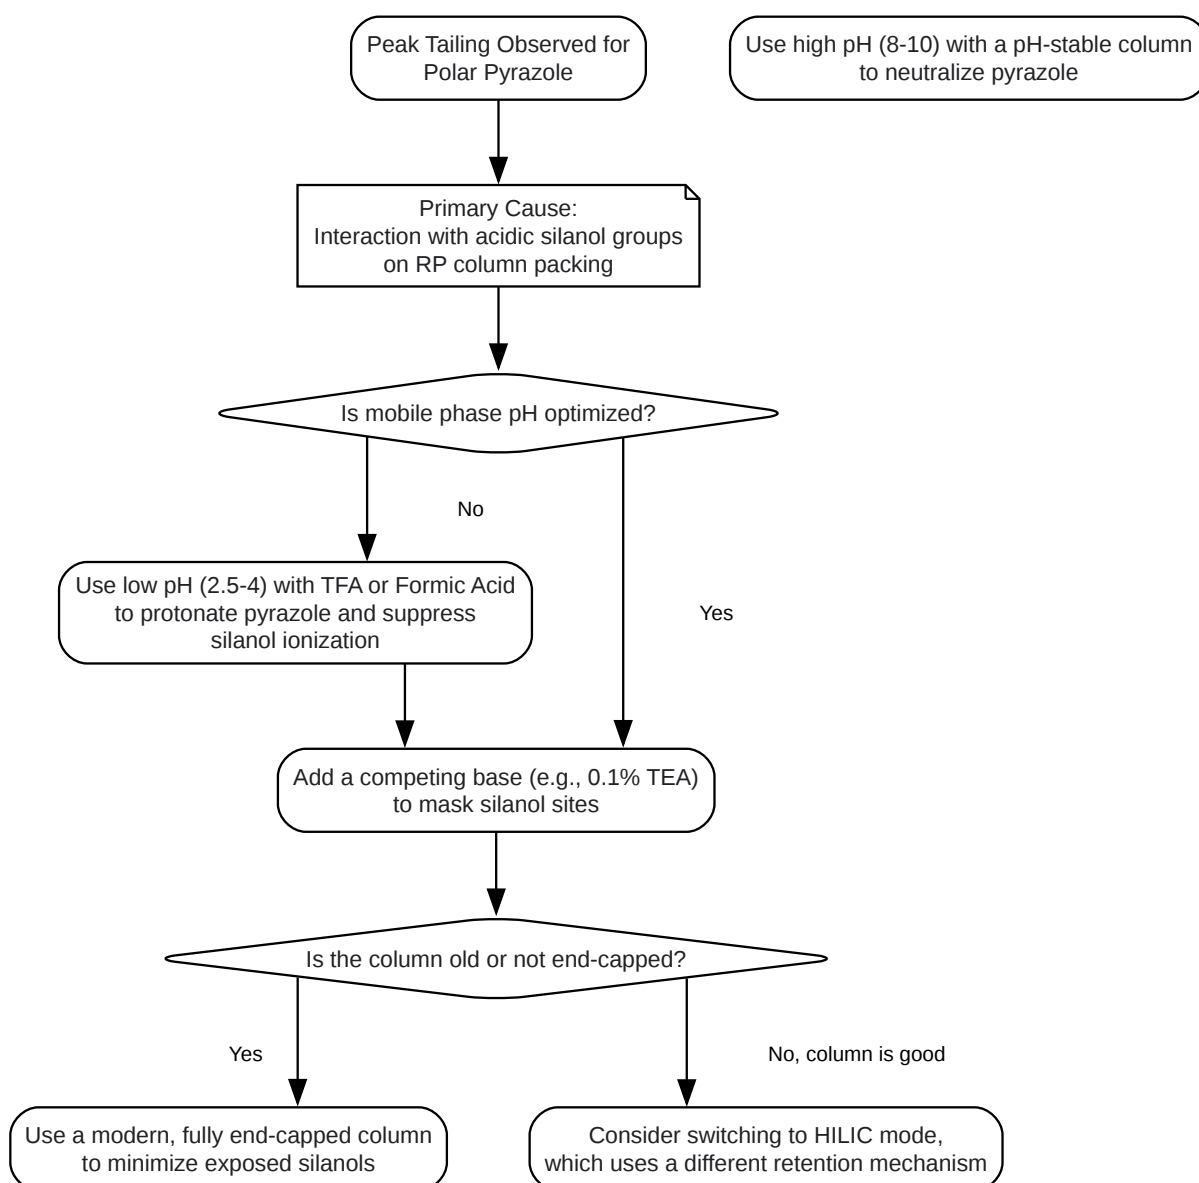 Peak Tailing Observed for
Polar Pyrazole
Use high pH (8-10) with a pH-stable column
to neutralize pyrazole
Primary Cause:
Interaction with acidic silanol groups
on RP column packing
Is mobile phase pH optimized?
No
Use low pH (2.5-4) with TFA or Formic Acid
to protonate pyrazole and suppress
silanol ionization
Yes
Add a competing base (e.g., 0.1% TEA)
to mask silanol sites
Is the column old or not end-capped?
Yes
No, column is good
Use a modern, fully end-capped column
to minimize exposed silanols
Consider switching to HILIC mode,
which uses a different retention mechanism